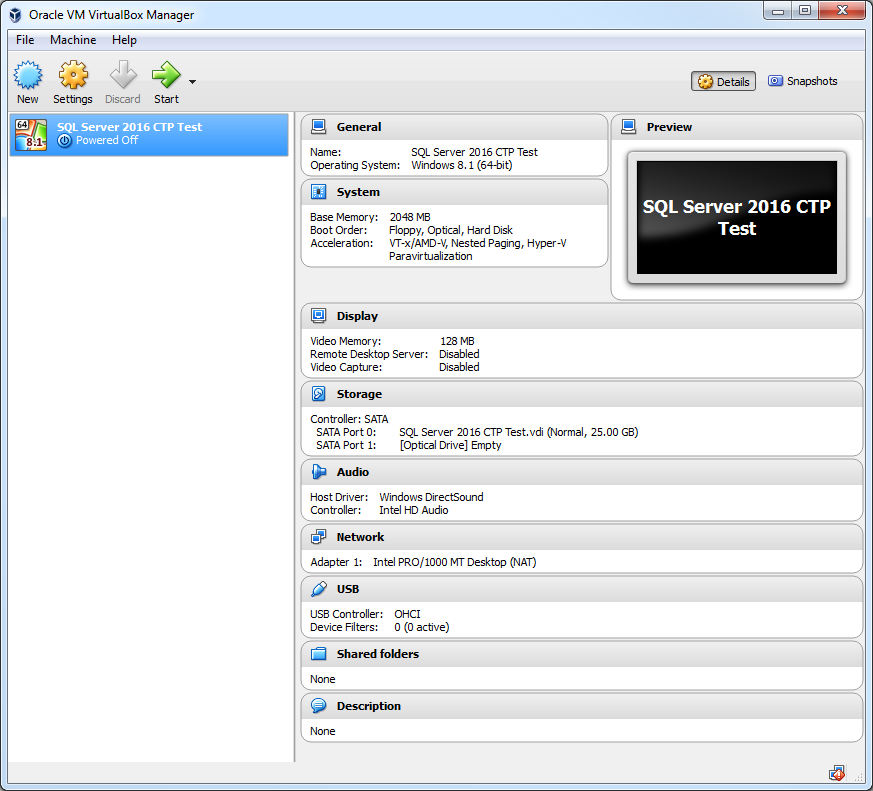 Oracle VM VirtualBox Manager
File Machine Help
New Settings Discard Start
Details Snapshots
64
8.1
SQL Server 2016 CTP Test
Powered Off
General
Name: SQL Server 2016 CTP Test
Operating System: Windows 8.1 (64-bit)
System
Base Memory: 2048 MB
Boot Order: Floppy, Optical, Hard Disk
Acceleration: VT-x/AMD-V, Nested Paging, Hyper-V
Paravirtualization
Preview
SQL Server 2016 CTP
Test
Display
Video Memory: 128 MB
Remote Desktop Server: Disabled
Video Capture: Disabled
Storage
Controller: SATA
SATA Port 0: SQL Server 2016 CTP Test.vdi (Normal, 25.00 GB)
SATA Port 1: [Optical Drive] Empty
Audio
Host Driver: Windows DirectSound
Controller: Intel HD Audio
Network
Adapter 1: Intel PRO/1000 MT Desktop (NAT)
USB
USB Controller: OHCI
Device Filters: 0 (0 active)
Shared folders
None
Description
None